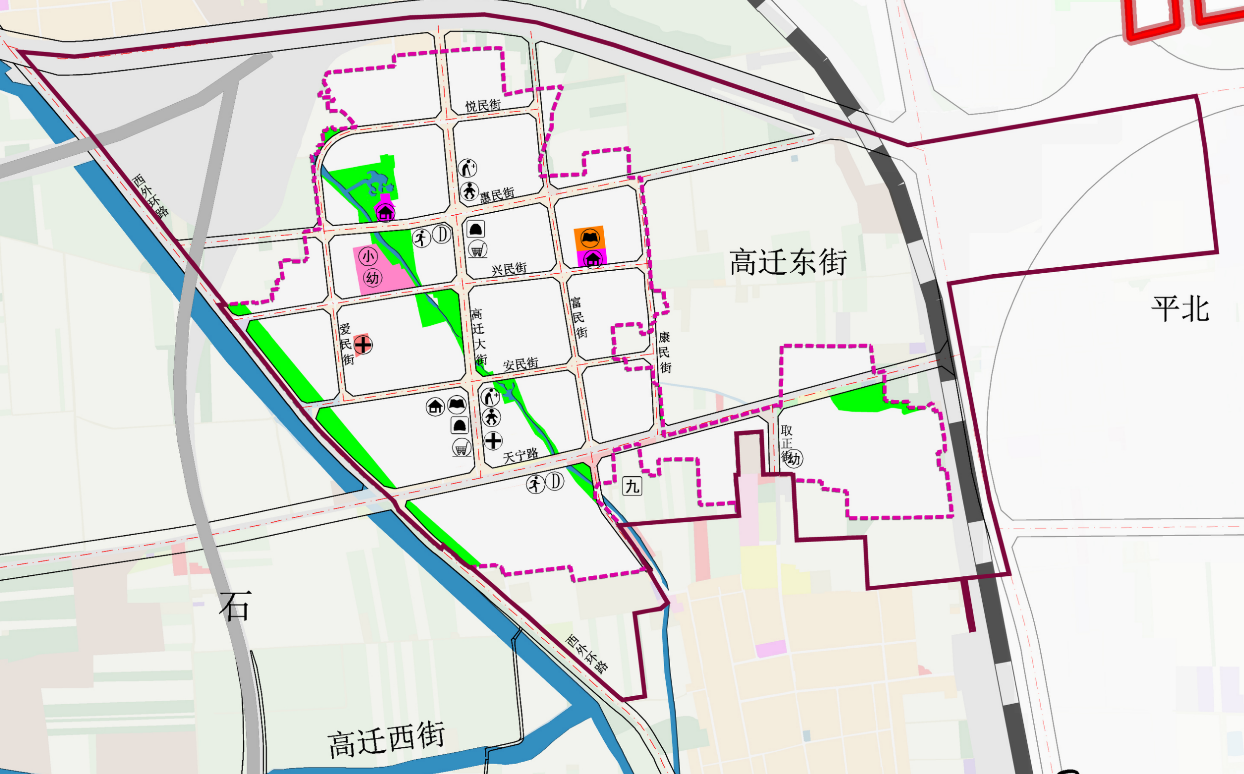 悦民街
西外环路
惠民街
高迁东街
小
兴民街
幼
平北
爱民街
高迁大街
富民街
康民街
安民街
取正街
天宁路
幼
九
石
西外环路
高迁西街